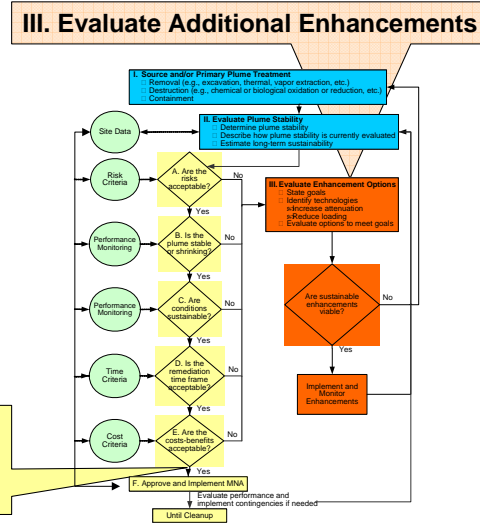 III. Evaluate Additional Enhancements
I. Source and/or Primary Plume Treatment
□ Removal (e.g., excavation, thermal, vapor extraction, etc.)
□ Destruction (e.g., chemical or biological oxidation or reduction, etc.)
□ Containment
II. Evaluate Plume Stability
□ Determine plume stability
□ Describe how plume stability is currently evaluated
□ Estimate long-term sustainability
Site Data
Risk
Criteria
A. Are the
risks
acceptable?
No
Yes
III. Evaluate Enhancement Options
□ State goals
□ Identify technologies
Increase attenuation
Reduce loading
□ Evaluate options to meet goals
Performance
Monitoring
B. Is the
plume stable
or shrinking?
No
Yes
Performance
Monitoring
C. Are
conditions
sustainable?
No
Yes
Are sustainable
enhancements
viable?
No
Yes
Time
Criteria
D. Is the
remediation
time frame
acceptable?
No
Yes
Implement and
Monitor
Enhancements
Cost
Criteria
E. Are the
costs-benefits
acceptable?
No
Yes
F. Approve and Implement MNA
Evaluate performance and
implement contingencies if needed
Until Cleanup